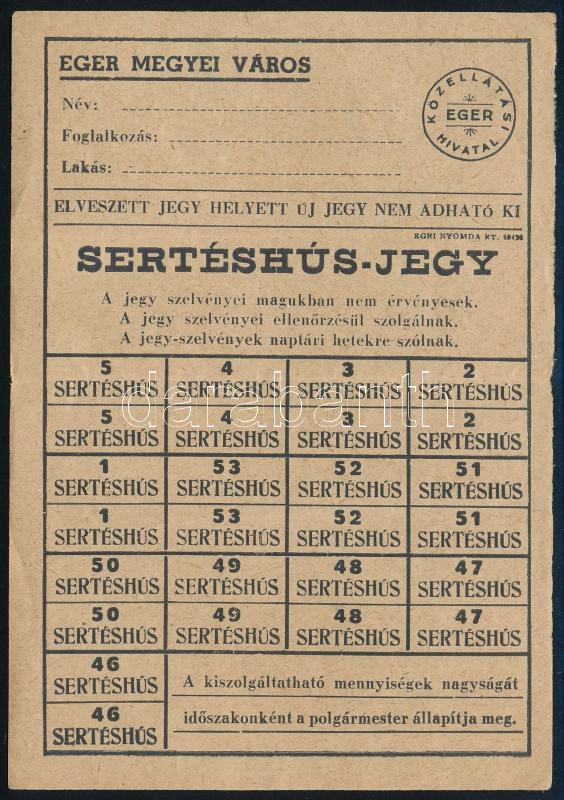 EGER MEGYEI VÁROS
Név:
Foglalkozás:
Lakás:
KÖZELLÁTÁSI
EGER
HIVATAL
ELVESZETT JEGY HELYETT ÚJ JEGY NEM ADHATÓ KI
EGRI NYOMDA RT.
SERTÉSHÚS-JEGY
A jegy szelvényei magukban nem érvényesek.
A jegy szelvényei ellenőrzésül szolgálnak.
A jegy-szelvények naptári hetekre szólnak.
5 4 3 2
SERTÉSHÚS SERTÉSHÚS SERTÉSHÚS SERTÉSHÚS
darabanth
5 4 3 2
SERTÉSHÚS SERTÉSHÚS SERTÉSHÚS SERTÉSHÚS
1 53 52 51
SERTÉSHÚS SERTÉSHÚS SERTÉSHÚS SERTÉSHÚS
1 53 52 51
SERTÉSHÚS SERTÉSHÚS SERTÉSHÚS SERTÉSHÚS
50 49 48 47
SERTÉSHÚS SERTÉSHÚS SERTÉSHÚS SERTÉSHÚS
50 49 48 47
SERTÉSHÚS SERTÉSHÚS SERTÉSHÚS SERTÉSHÚS
46
SERTÉSHÚS
46
SERTÉSHÚS
A kiszolgáltatható mennyiségek nagyságát
időszakonként a polgármester állapítja meg.